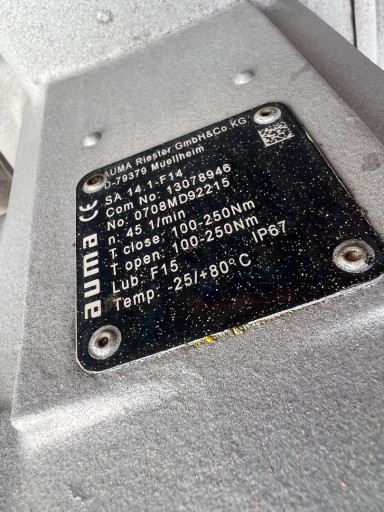 AUMA Riester GmbH&Co.KG.
D-79379 Muellheim
auma CE
SA 14.1-F14
Com No: 13078946
No: 0708MD92215
n: 45 1/min
T.close: 100-250Nm
T.open: 100-250Nm
Lub: F15 IP67
Temp: -25/+80°C